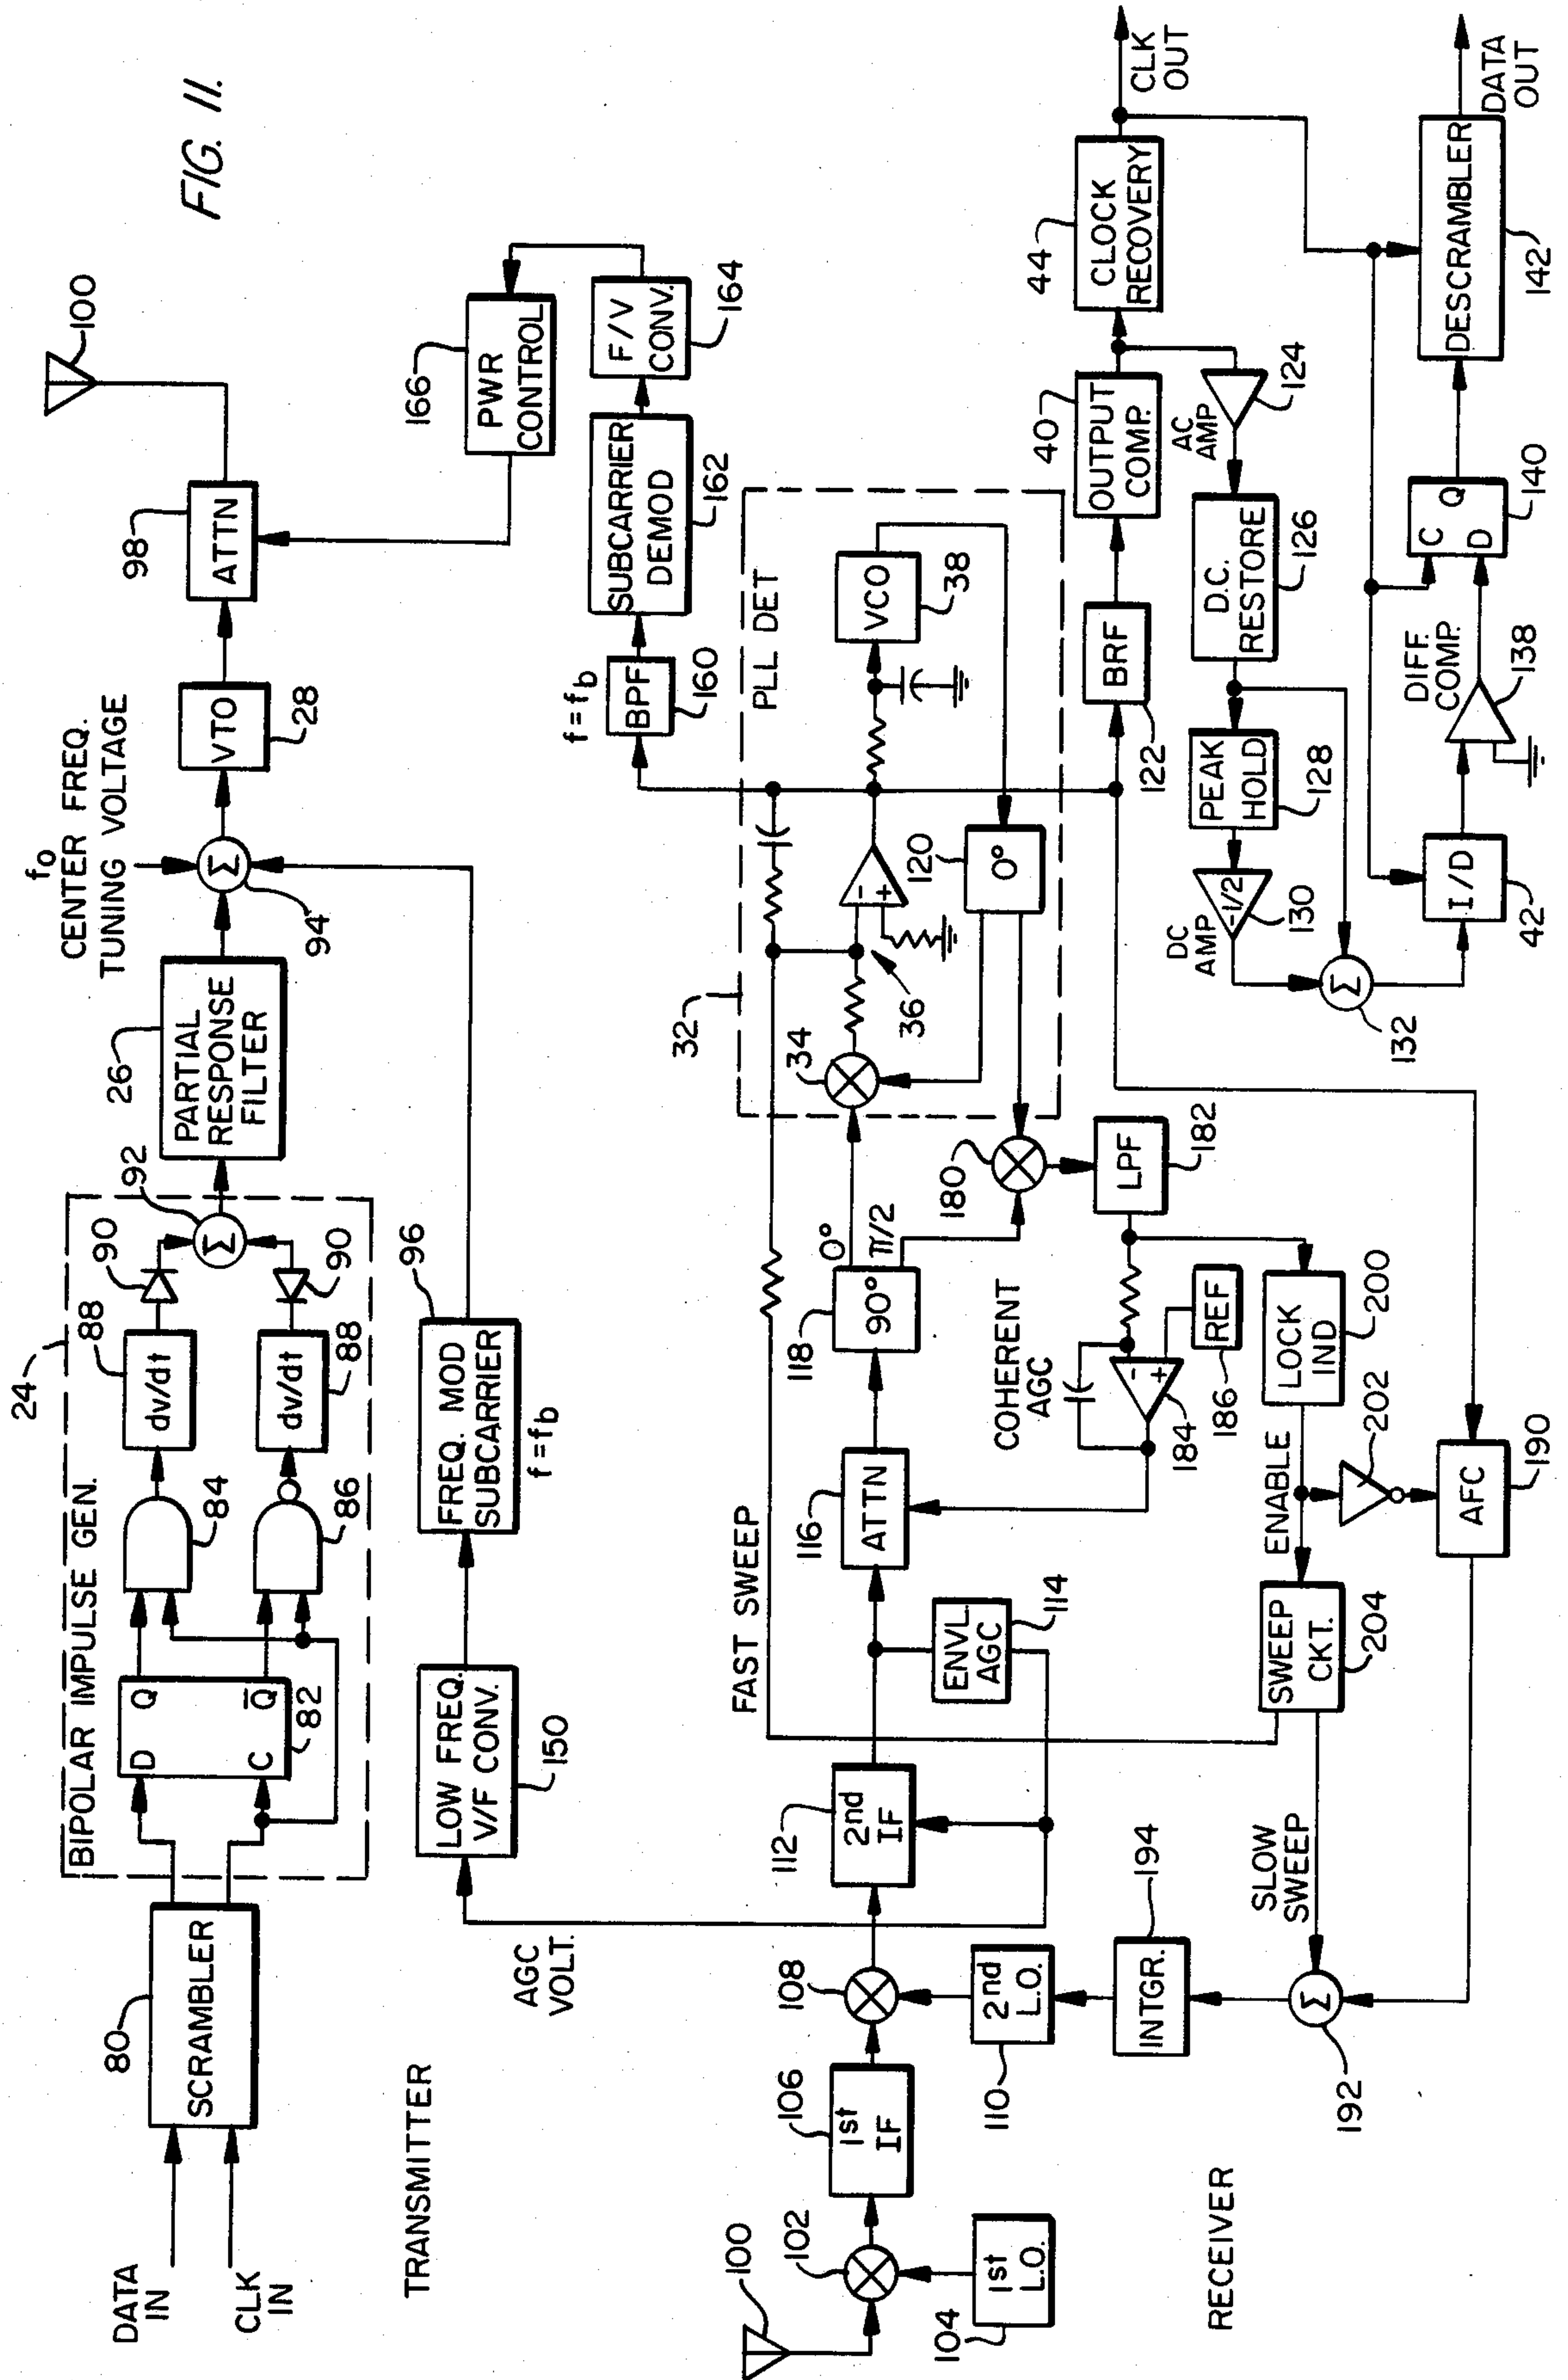 FIG. 11.
DATA IN
CLK IN
80
SCRAMBLER
24
BIPOLAR IMPULSE GEN.
D
Q
C
Q̅
82
84
86
88
dv/dt
88
dv/dt
90
90
92
Σ
26
PARTIAL RESPONSE FILTER
f₀
CENTER FREQ. TUNING VOLTAGE
Σ
94
VTO
28
98
ATTN
100
TRANSMITTER
AGC VOLT.
LOW FREQ. V/F CONV.
150
96
FREQ. MOD SUBCARRIER
f=fb
f=fb
BPF
160
SUBCARRIER DEMOD
162
F/V CONV.
164
166
PWR CONTROL
100
102
104
1st L.O.
106
1st IF
108
110
2nd L.O.
112
2nd IF
ENVL. AGC
114
FAST SWEEP
116
ATTN
118
90°
0°
π/2
32
PLL DET
34
36
-
+
VCO
38
120
0°
180
LPF
182
COHERENT AGC
-
+
184
REF
186
LOCK IND
200
ENABLE
202
SWEEP CKT.
204
AFC
190
SLOW SWEEP
INTGR.
194
Σ
192
RECEIVER
BRF
122
40
OUTPUT COMP.
44
CLOCK RECOVERY
CLK OUT
AC AMP
124
D.C. RESTORE
126
PEAK HOLD
128
DC AMP
-1/2
130
Σ
132
I/D
42
DIFF. COMP.
138
C
Q
D
140
DESCRAMBLER
142
DATA OUT